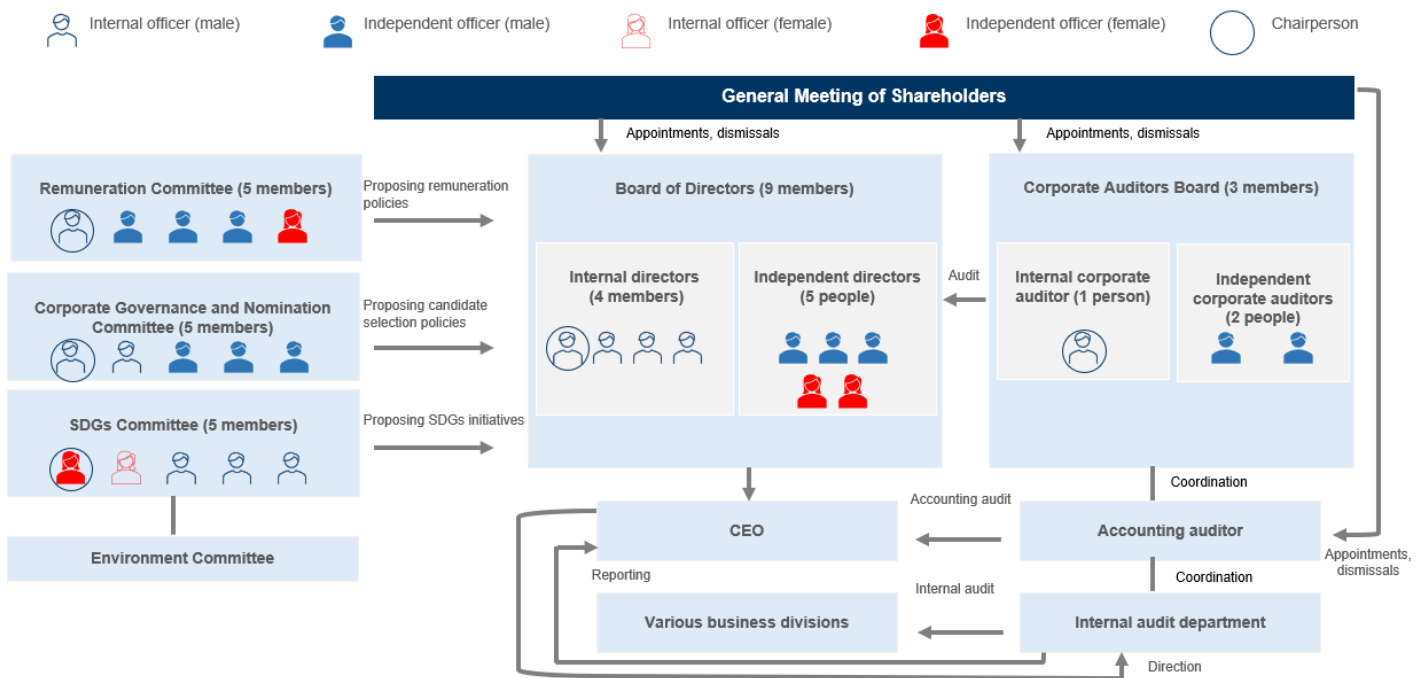 Internal officer (male)
Independent officer (male)
Internal officer (female)
Independent officer (female)
Chairperson
General Meeting of Shareholders
Appointments, dismissals
Appointments, dismissals
Remuneration Committee (5 members)
Proposing remuneration
policies
Board of Directors (9 members)
Corporate Auditors Board (3 members)
Internal directors
(4 members)
Independent directors
(5 people)
Audit
Internal corporate
auditor (1 person)
Independent
corporate auditors
(2 people)
Corporate Governance and Nomination
Committee (5 members)
Proposing candidate
selection policies
SDGs Committee (5 members)
Proposing SDGs initiatives
Coordination
Environment Committee
CEO
Accounting audit
Accounting auditor
Appointments,
dismissals
Reporting
Coordination
Internal audit
Various business divisions
Internal audit department
Direction